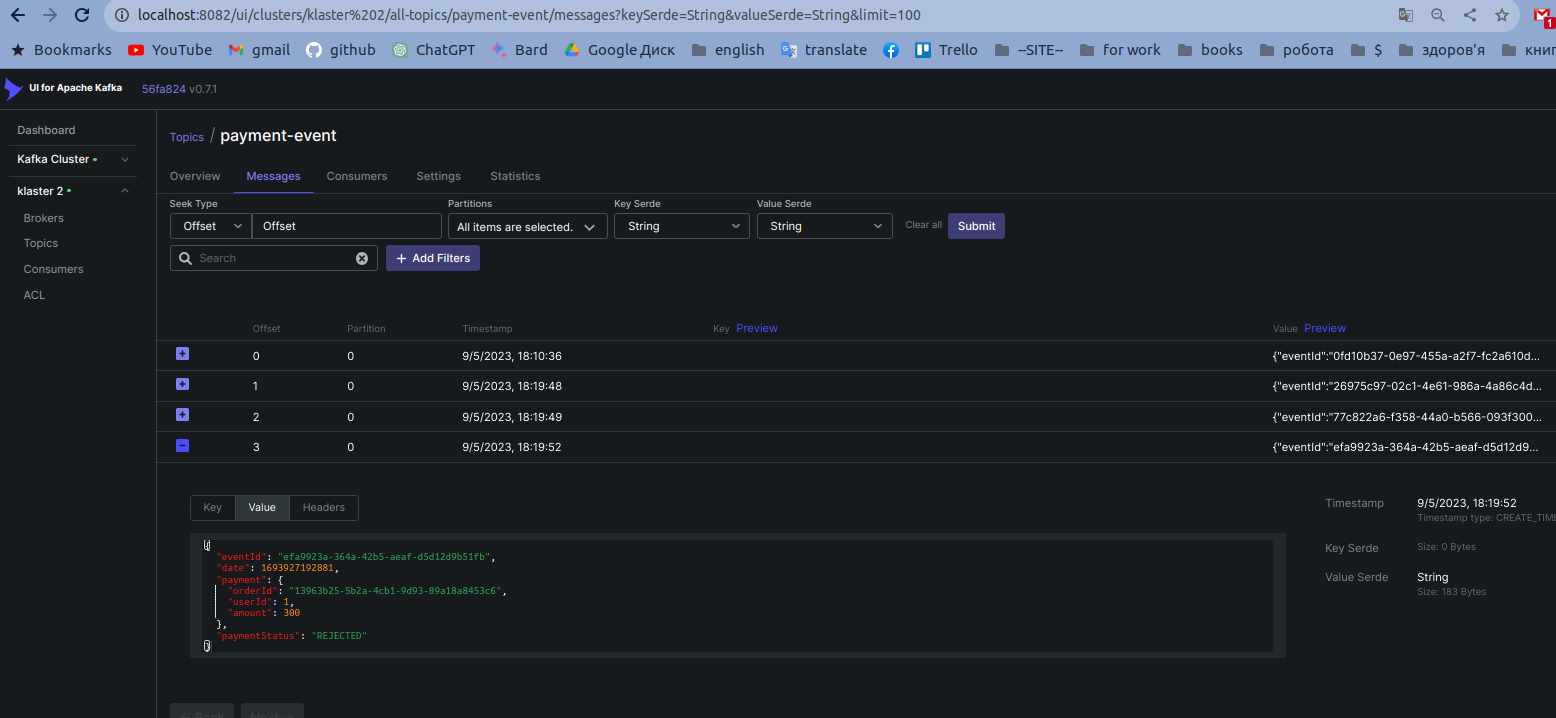 localhost:8082/ui/clusters/klaster%202/all-topics/payment-event/messages?keySerde=String&valueSerde=String&limit=100
1
Bookmarks YouTube gmail github ChatGPT Bard Google Диск english translate Trello --SITE-- for work books робота $ здоров'я
UI for Apache Kafka 56fa824 v0.7.1
Dashboard
Kafka Cluster
klaster 2
Brokers
Topics
Consumers
ACL
Topics / payment-event
Overview Messages Consumers Settings Statistics
Seek Type Partitions Key Serde Value Serde
Offset Offset All items are selected. String String Clear all Submit
Search + Add Filters
Offset Partition Timestamp Key Preview Value Preview
0 0 9/5/2023, 18:10:36 {"eventId":"0fd10b37-0e97-455a-a2f7-fc2a610d...
1 0 9/5/2023, 18:19:48 {"eventId":"26975c97-02c1-4e61-986a-4a86c4d...
2 0 9/5/2023, 18:19:49 {"eventId":"77c822a6-f358-44a0-b566-093f300...
3 0 9/5/2023, 18:19:52 {"eventId":"efa9923a-364a-42b5-aeaf-d5d12d9...
Key Value Headers
{
"eventId": "efa9923a-364a-42b5-aeaf-d5d12d9b51fb",
"date": 1693927192881,
"payment": {
"orderId": "13963b25-5b2a-4cb1-9d93-89a18a8453c6",
"userId": 1,
"amount": 300
},
"paymentStatus": "REJECTED"
}
Timestamp 9/5/2023, 18:19:52
Timestamp type: CREATE_TIME
Key Serde Size: 0 Bytes
Value Serde String
Size: 183 Bytes